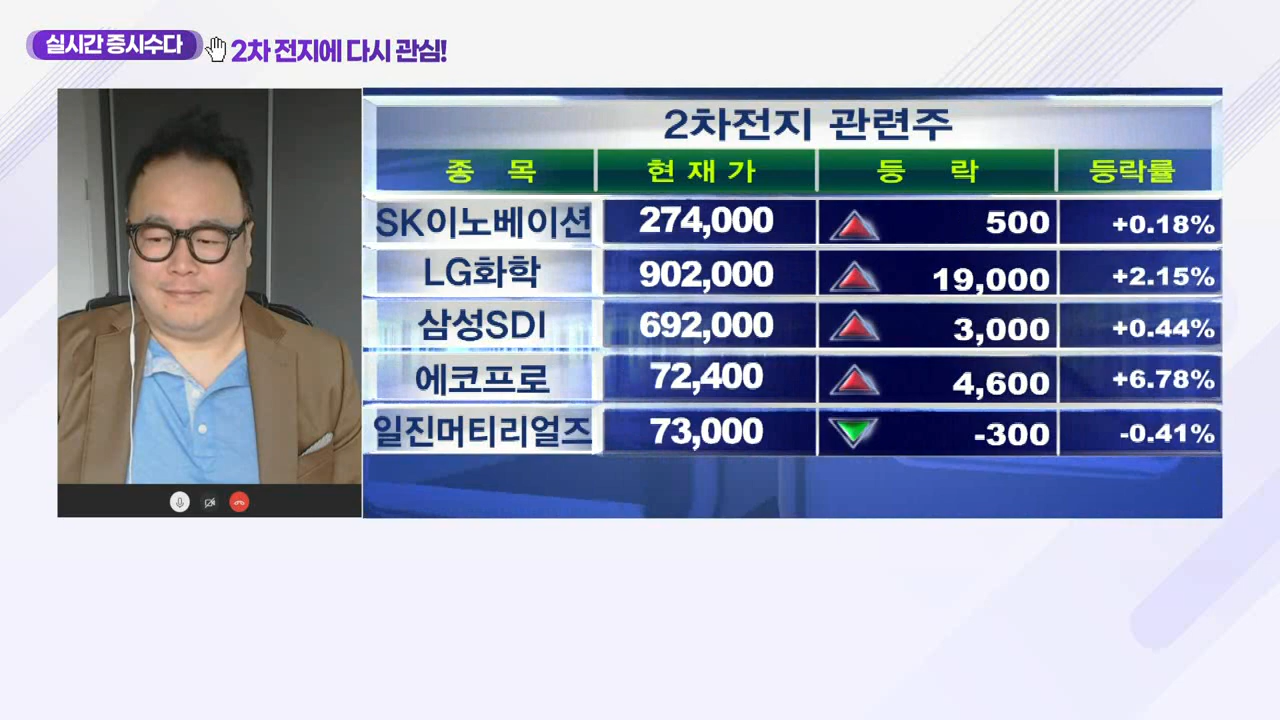 실시간 증시수다 2차 전지에 다시 관심!
2차전지 관련주
종 목 현재가 등 락 등락률
SK이노베이션 274,000 500 +0.18%
LG화학 902,000 19,000 +2.15%
삼성SDI 692,000 3,000 +0.44%
에코프로 72,400 4,600 +6.78%
일진머티리얼즈 73,000 -300 -0.41%